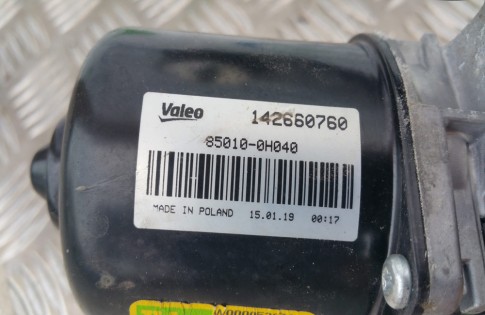 Valeo 142660760
85010-0H040
MADE IN POLAND 15.01.19 00:17